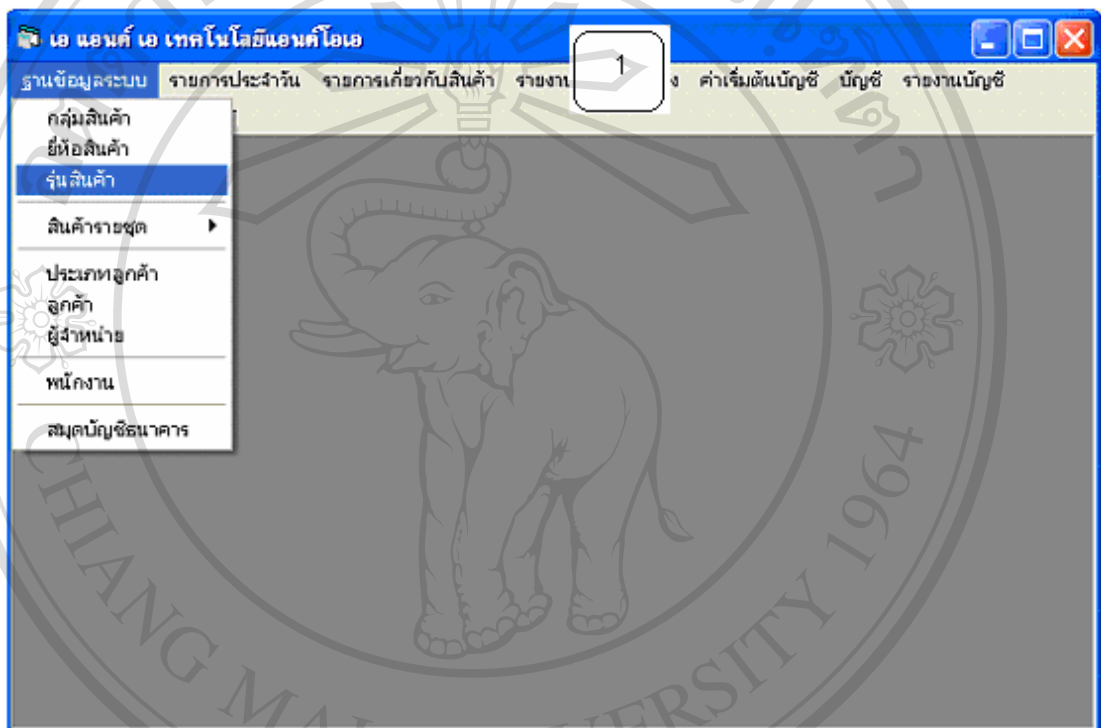 เอ แอนด์ เอ เทคโนโลยีแอนด์โอเอ
ฐานข้อมูลระบบ รายการประจำวัน รายการเกี่ยวกับสินค้า รายงาน 1 ง ค่าเริ่มต้นบัญชี บัญชี รายงานบัญชี
กลุ่มสินค้า
ยี่ห้อสินค้า
รุ่นสินค้า
สินค้ารายชุด
ประเภทลูกค้า
ลูกค้า
ผู้จำหน่าย
พนักงาน
สมุดบัญชีธนาคาร
CHIANG MAI UNIVERSITY 1964